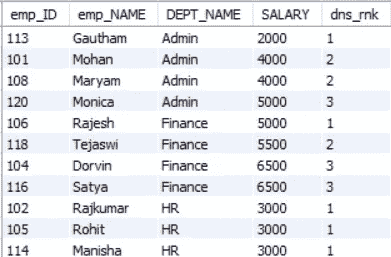 emp_ID emp_NAME DEPT_NAME SALARY dns_rnk
113 Gautham Admin 2000 1
101 Mohan Admin 4000 2
108 Maryam Admin 4000 2
120 Monica Admin 5000 3
106 Rajesh Finance 5000 1
118 Tejaswi Finance 5500 2
104 Dorvin Finance 6500 3
116 Satya Finance 6500 3
102 Rajkumar HR 3000 1
105 Rohit HR 3000 1
114 Manisha HR 3000 1